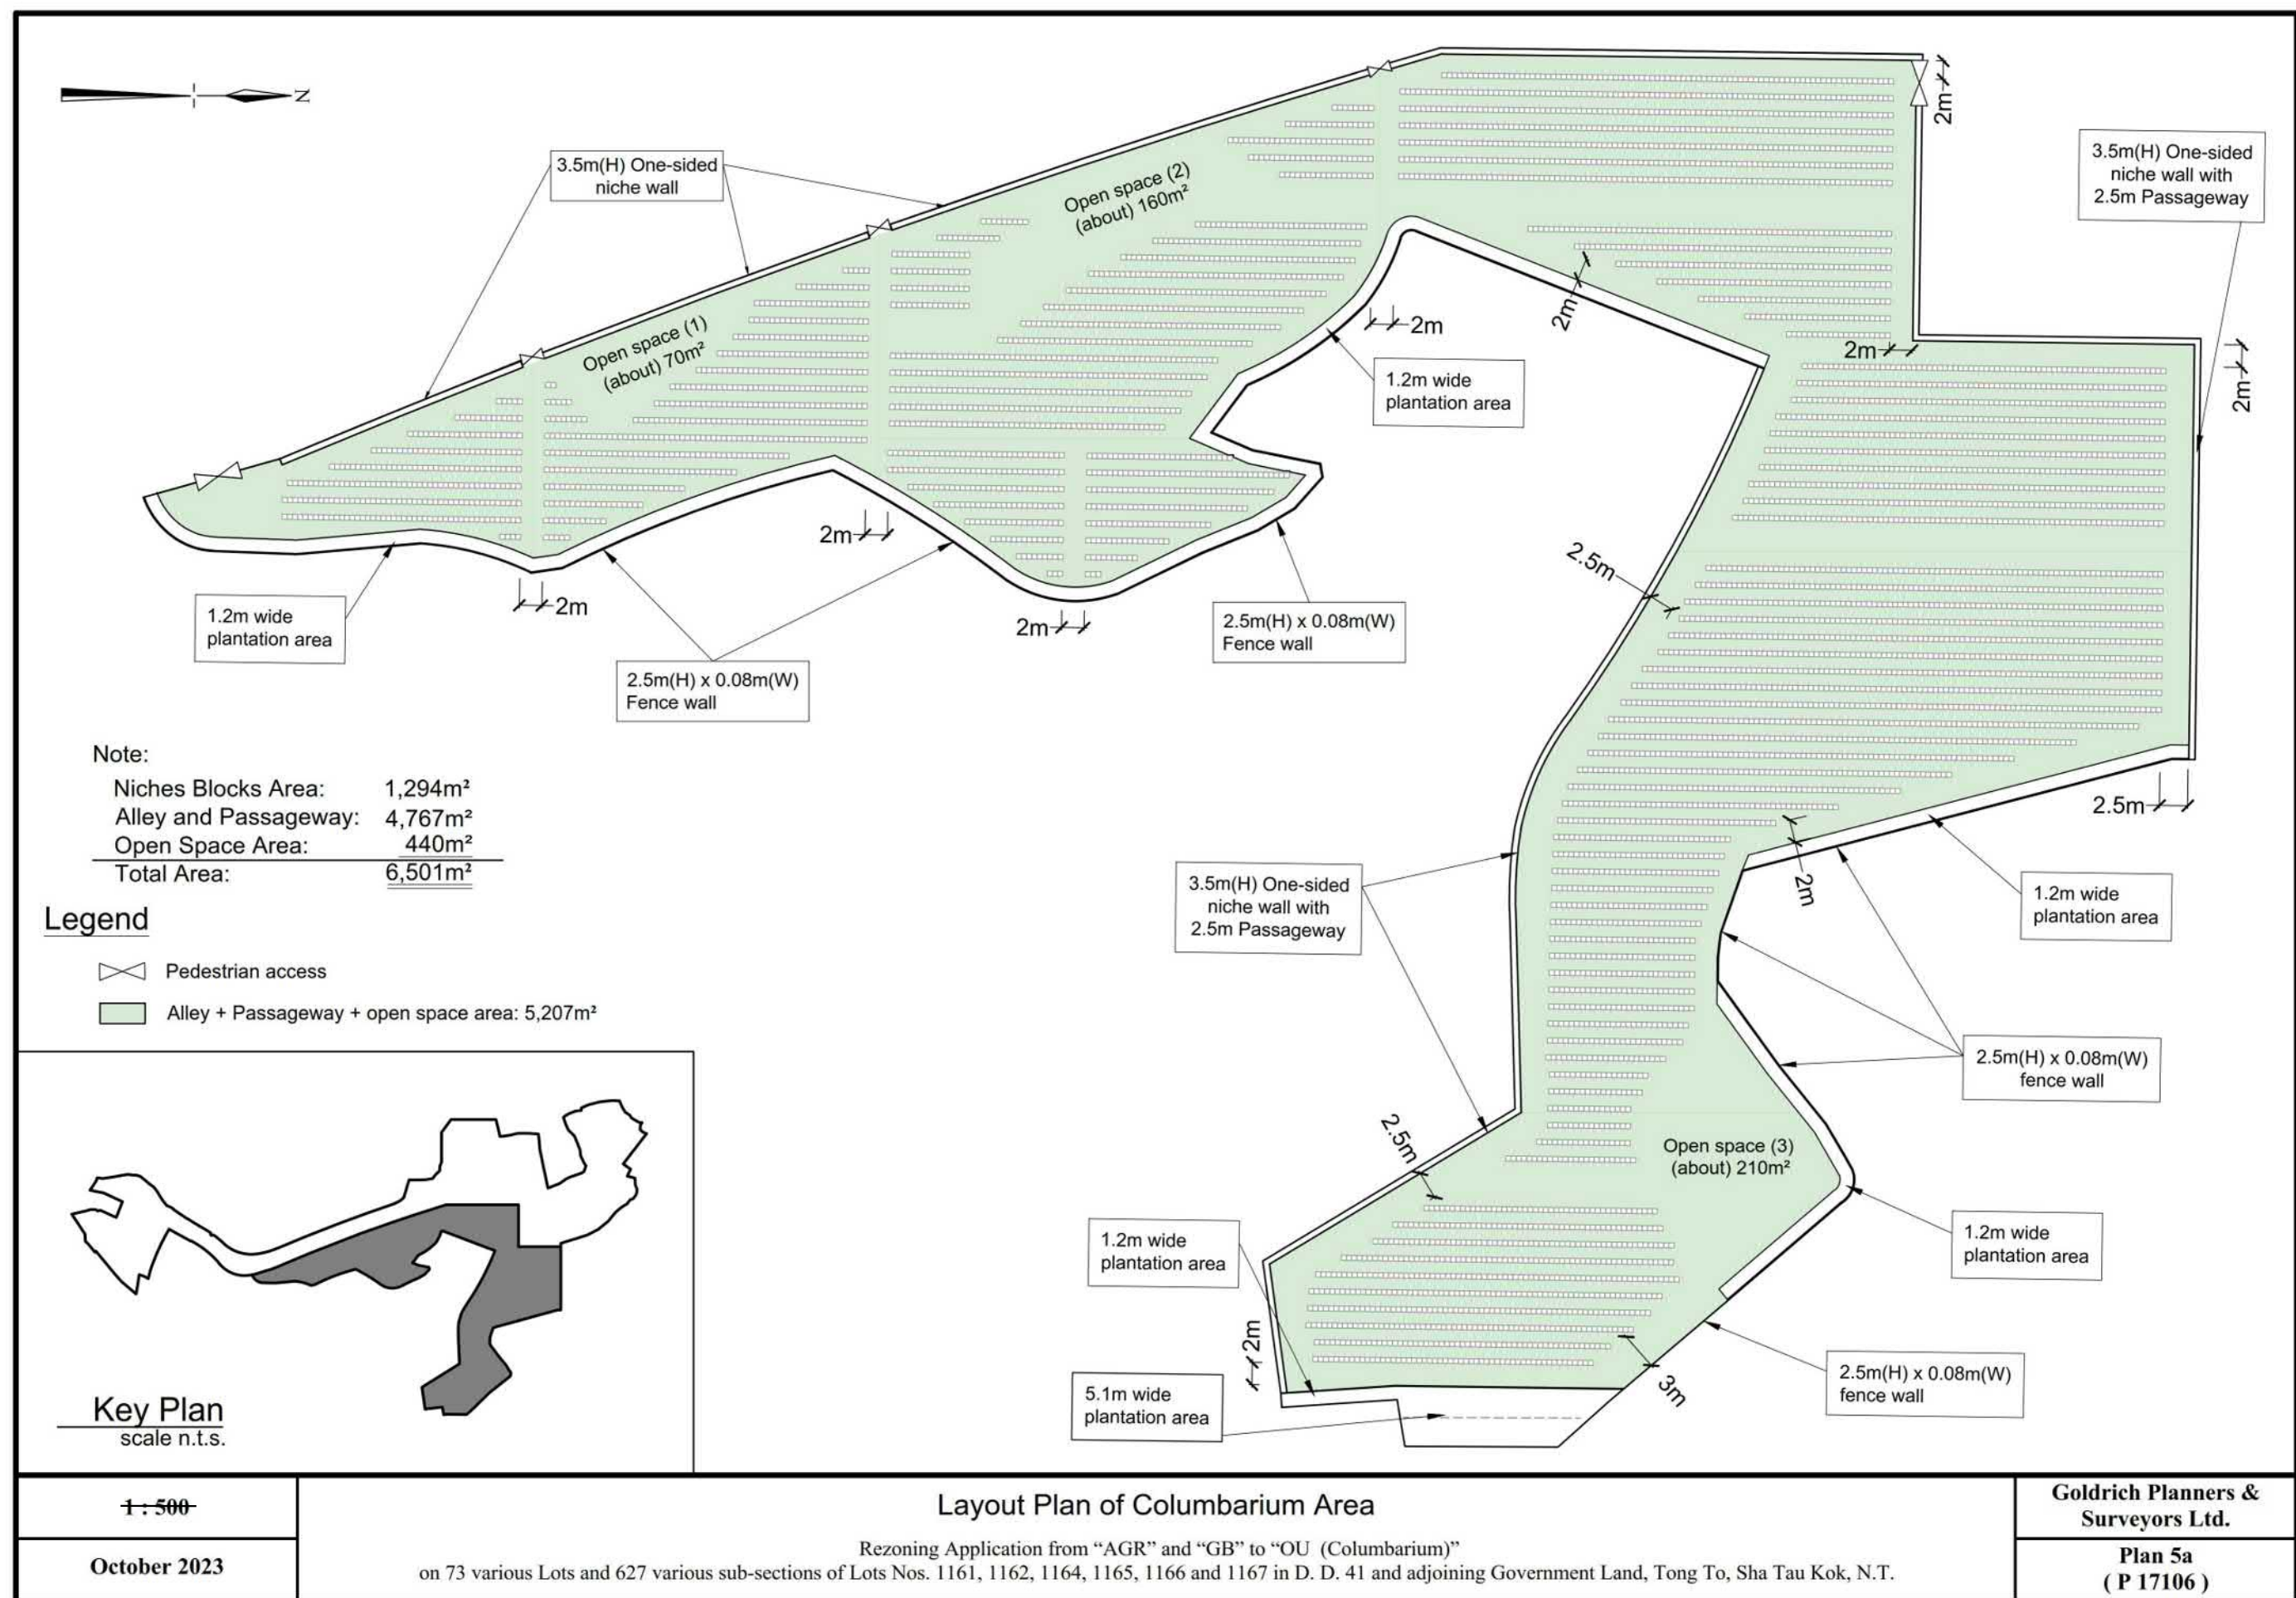 N
3.5m(H) One-sided
niche wall
Open space (2)
(about) 160m²
2m
3.5m(H) One-sided
niche wall with
2.5m Passageway
Open space (1)
(about) 70m²
2m
2m
2m
2m
1.2m wide
plantation area
2m
2m
2m
2.5m
1.2m wide
plantation area
2.5m(H) x 0.08m(W)
Fence wall
2.5m(H) x 0.08m(W)
Fence wall
Note:
Niches Blocks Area: 1,294m²
Alley and Passageway: 4,767m²
Open Space Area: 440m²
Total Area: 6,501m²
Legend
Pedestrian access
Alley + Passageway + open space area: 5,207m²
2.5m
2m
3.5m(H) One-sided
niche wall with
2.5m Passageway
1.2m wide
plantation area
2.5m(H) x 0.08m(W)
fence wall
2.5m
Open space (3)
(about) 210m²
1.2m wide
plantation area
1.2m wide
plantation area
2m
5.1m wide
plantation area
3m
2.5m(H) x 0.08m(W)
fence wall
Key Plan
scale n.t.s.
1 : 500
October 2023
Layout Plan of Columbarium Area
Rezoning Application from “AGR” and “GB” to “OU (Columbarium)”
on 73 various Lots and 627 various sub-sections of Lots Nos. 1161, 1162, 1164, 1165, 1166 and 1167 in D. D. 41 and adjoining Government Land, Tong To, Sha Tau Kok, N.T.
Goldrich Planners &
Surveyors Ltd.
Plan 5a
( P 17106 )